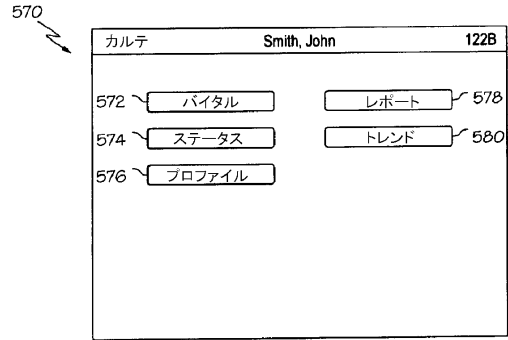 570
カルテ Smith, John 122B
572 バイタル レポート 578
574 ステータス トレンド 580
576 プロファイル